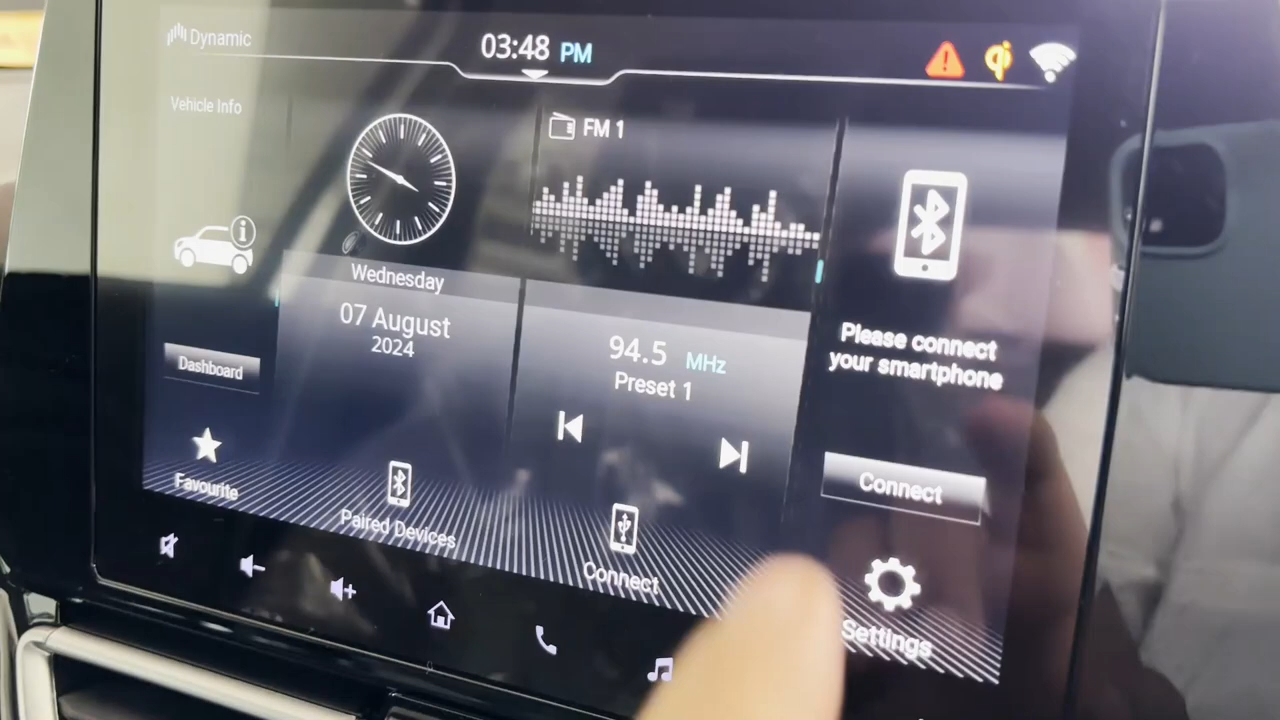 Dynamic
03:48 PM
Vehicle Info
Dashboard
Wednesday
07 August
2024
FM 1
94.5 MHz
Preset 1
Please connect
your smartphone
Connect
Favourite
Paired Devices
Connect
Settings